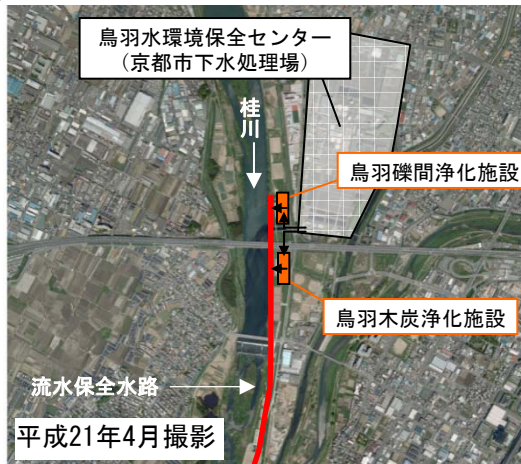 鳥羽水環境保全センター
（京都市下水処理場）
桂川
鳥羽礫間浄化施設
鳥羽木炭浄化施設
流水保全水路
平成21年4月撮影